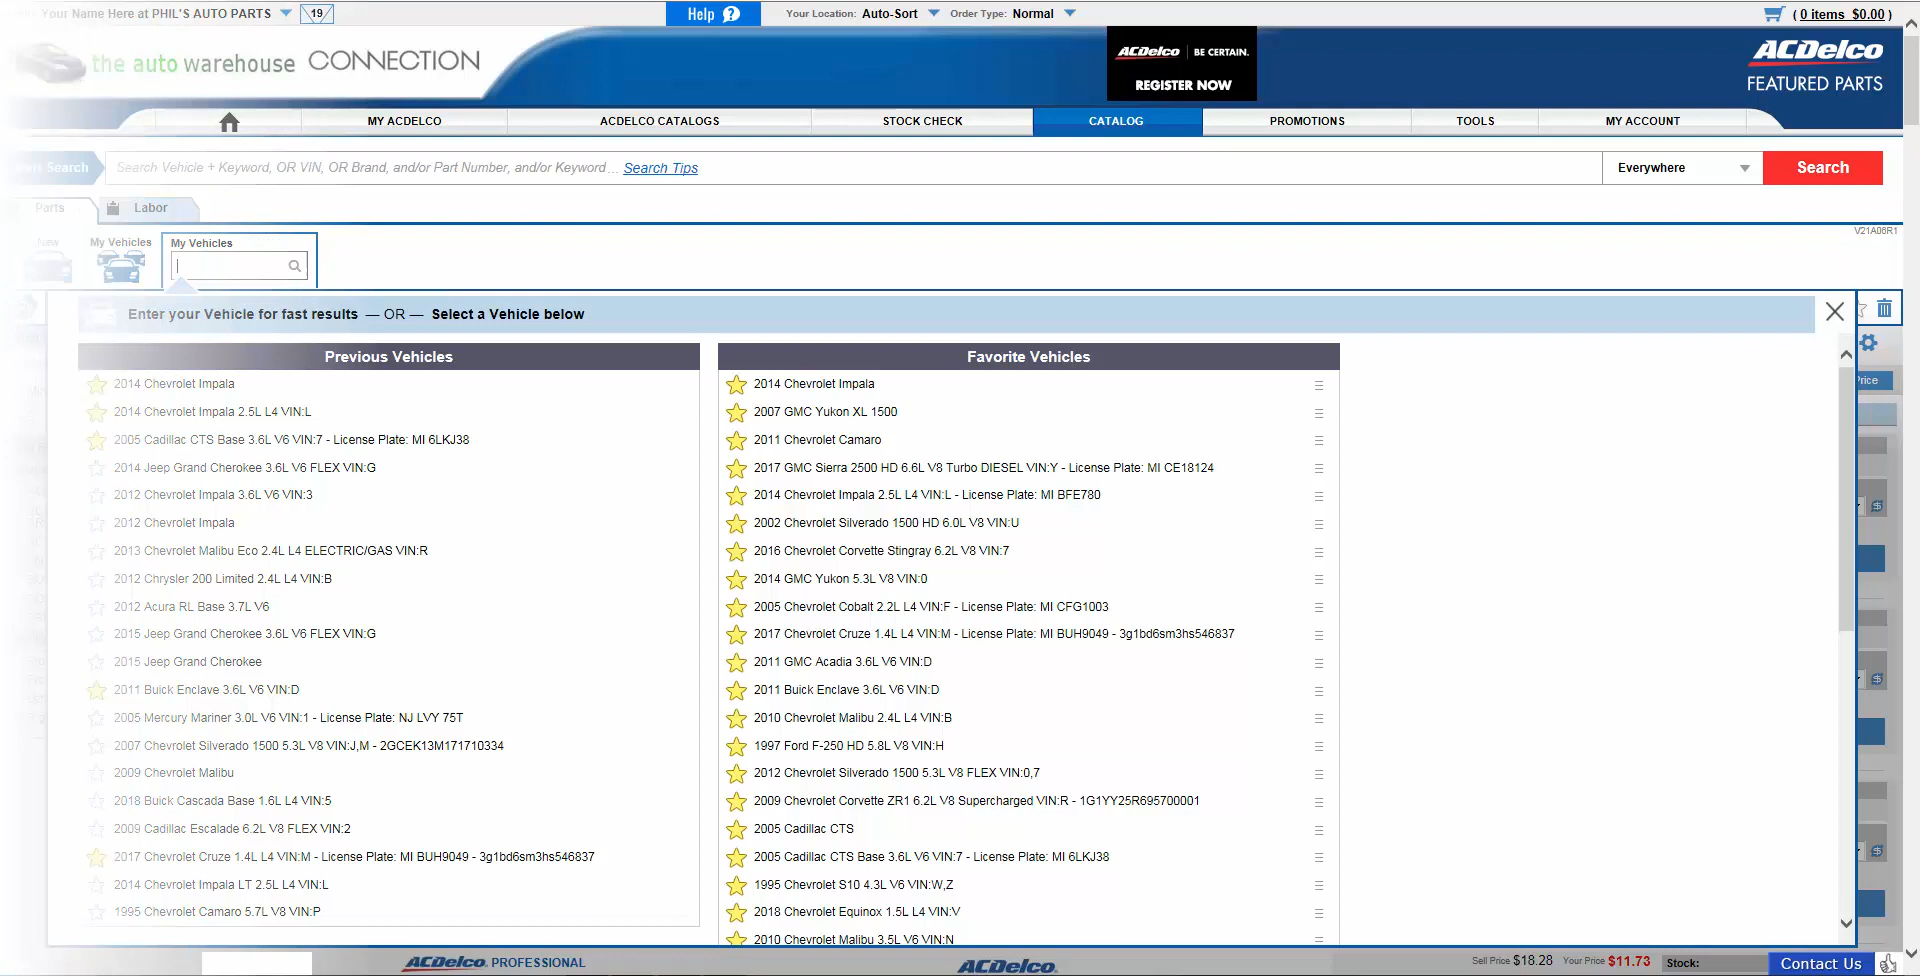 Your Name Here at PHIL'S AUTO PARTS
19
Help ?
Your Location: Auto-Sort
Order Type: Normal
( 0 items $0.00 )
the auto warehouse CONNECTION
ACDelco BE CERTAIN.
REGISTER NOW
ACDelco
FEATURED PARTS
MY ACDELCO
ACDELCO CATALOGS
STOCK CHECK
CATALOG
PROMOTIONS
TOOLS
MY ACCOUNT
Search
Search Vehicle + Keyword, OR VIN, OR Brand, and/or Part Number, and/or Keyword ... Search Tips
Everywhere
Search
Parts
Labor
V21A06R1
New
My Vehicles
My Vehicles
Enter your Vehicle for fast results — OR — Select a Vehicle below
Previous Vehicles
2014 Chevrolet Impala
2014 Chevrolet Impala 2.5L L4 VIN:L
2005 Cadillac CTS Base 3.6L V6 VIN:7 - License Plate: MI 6LKJ38
2014 Jeep Grand Cherokee 3.6L V6 FLEX VIN:G
2012 Chevrolet Impala 3.6L V6 VIN:3
2012 Chevrolet Impala
2013 Chevrolet Malibu Eco 2.4L L4 ELECTRIC/GAS VIN:R
2012 Chrysler 200 Limited 2.4L L4 VIN:B
2012 Acura RL Base 3.7L V6
2015 Jeep Grand Cherokee 3.6L V6 FLEX VIN:G
2015 Jeep Grand Cherokee
2011 Buick Enclave 3.6L V6 VIN:D
2005 Mercury Mariner 3.0L V6 VIN:1 - License Plate: NJ LVY 75T
2007 Chevrolet Silverado 1500 5.3L V8 VIN:J,M - 2GCEK13M171710334
2009 Chevrolet Malibu
2018 Buick Cascada Base 1.6L L4 VIN:5
2009 Cadillac Escalade 6.2L V8 FLEX VIN:2
2017 Chevrolet Cruze 1.4L L4 VIN:M - License Plate: MI BUH9049 - 3g1bd6sm3hs546837
2014 Chevrolet Impala LT 2.5L L4 VIN:L
1995 Chevrolet Camaro 5.7L V8 VIN:P
Favorite Vehicles
2014 Chevrolet Impala
2007 GMC Yukon XL 1500
2011 Chevrolet Camaro
2017 GMC Sierra 2500 HD 6.6L V8 Turbo DIESEL VIN:Y - License Plate: MI CE18124
2014 Chevrolet Impala 2.5L L4 VIN:L - License Plate: MI BFE780
2002 Chevrolet Silverado 1500 HD 6.0L V8 VIN:U
2016 Chevrolet Corvette Stingray 6.2L V8 VIN:7
2014 GMC Yukon 5.3L V8 VIN:0
2005 Chevrolet Cobalt 2.2L L4 VIN:F - License Plate: MI CFG1003
2017 Chevrolet Cruze 1.4L L4 VIN:M - License Plate: MI BUH9049 - 3g1bd6sm3hs546837
2011 GMC Acadia 3.6L V6 VIN:D
2011 Buick Enclave 3.6L V6 VIN:D
2010 Chevrolet Malibu 2.4L L4 VIN:B
1997 Ford F-250 HD 5.8L V8 VIN:H
2012 Chevrolet Silverado 1500 5.3L V8 FLEX VIN:0,7
2009 Chevrolet Corvette ZR1 6.2L V8 Supercharged VIN:R - 1G1YY25R695700001
2005 Cadillac CTS
2005 Cadillac CTS Base 3.6L V6 VIN:7 - License Plate: MI 6LKJ38
1995 Chevrolet S10 4.3L V6 VIN:W,Z
2018 Chevrolet Equinox 1.5L L4 VIN:V
2010 Chevrolet Malibu 3.5L V6 VIN:N
Price
ACDelco. PROFESSIONAL
ACDelco.
Sell Price $18.28 Your Price $11.73 Stock:
Contact Us